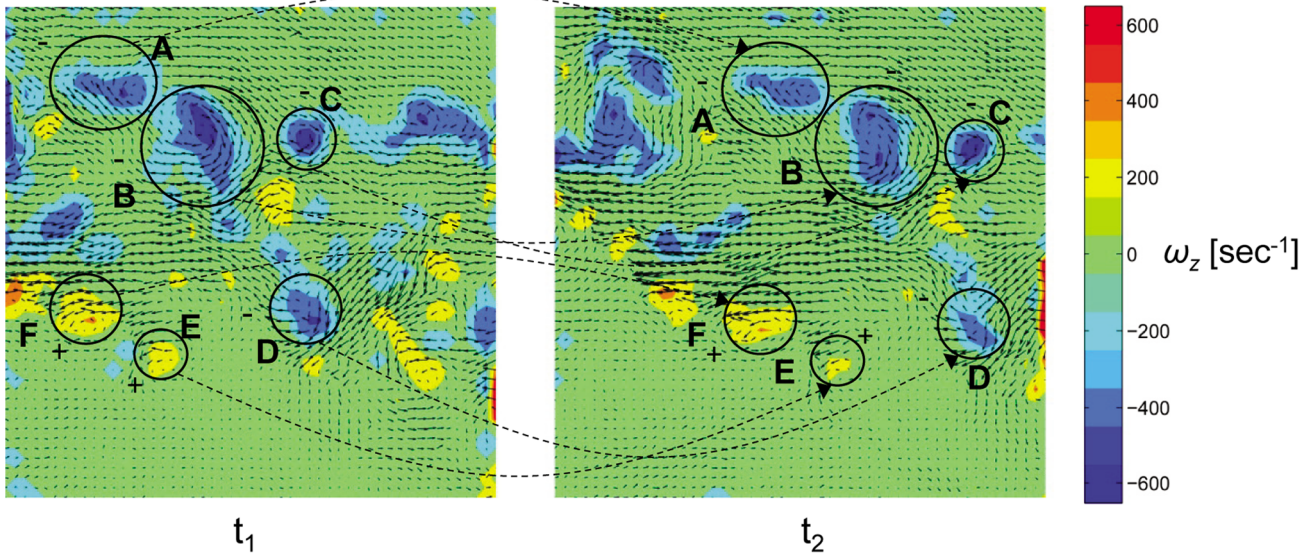 - A
- B
- C
F +
E +
- D
t1
- A
- B
- C
F +
E +
- D
t2
600
400
200
0
−200
−400
−600
ωz [sec-1]